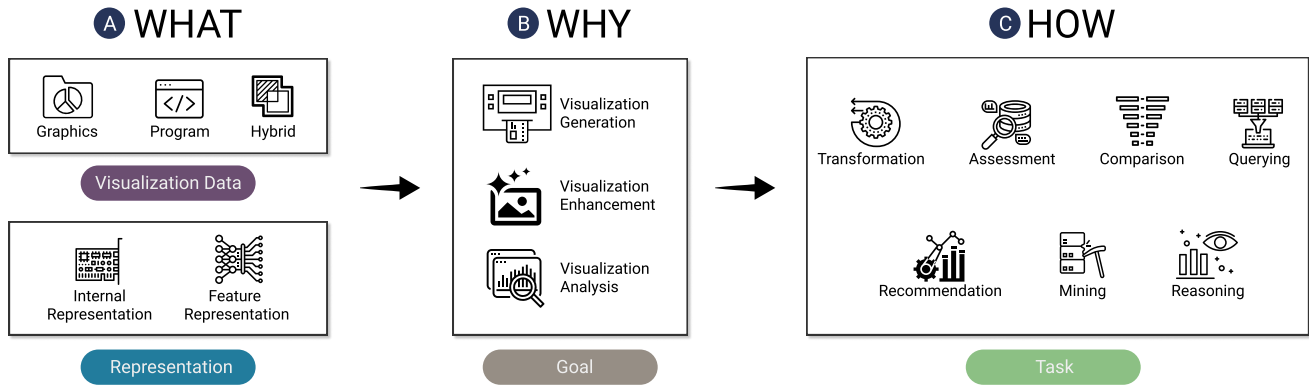 A WHAT
Graphics
Program
Hybrid
Visualization Data
Internal
Representation
Feature
Representation
Representation
B WHY
Visualization
Generation
Visualization
Enhancement
Visualization
Analysis
Goal
C HOW
Transformation
Assessment
Comparison
Querying
Recommendation
Mining
Reasoning
Task